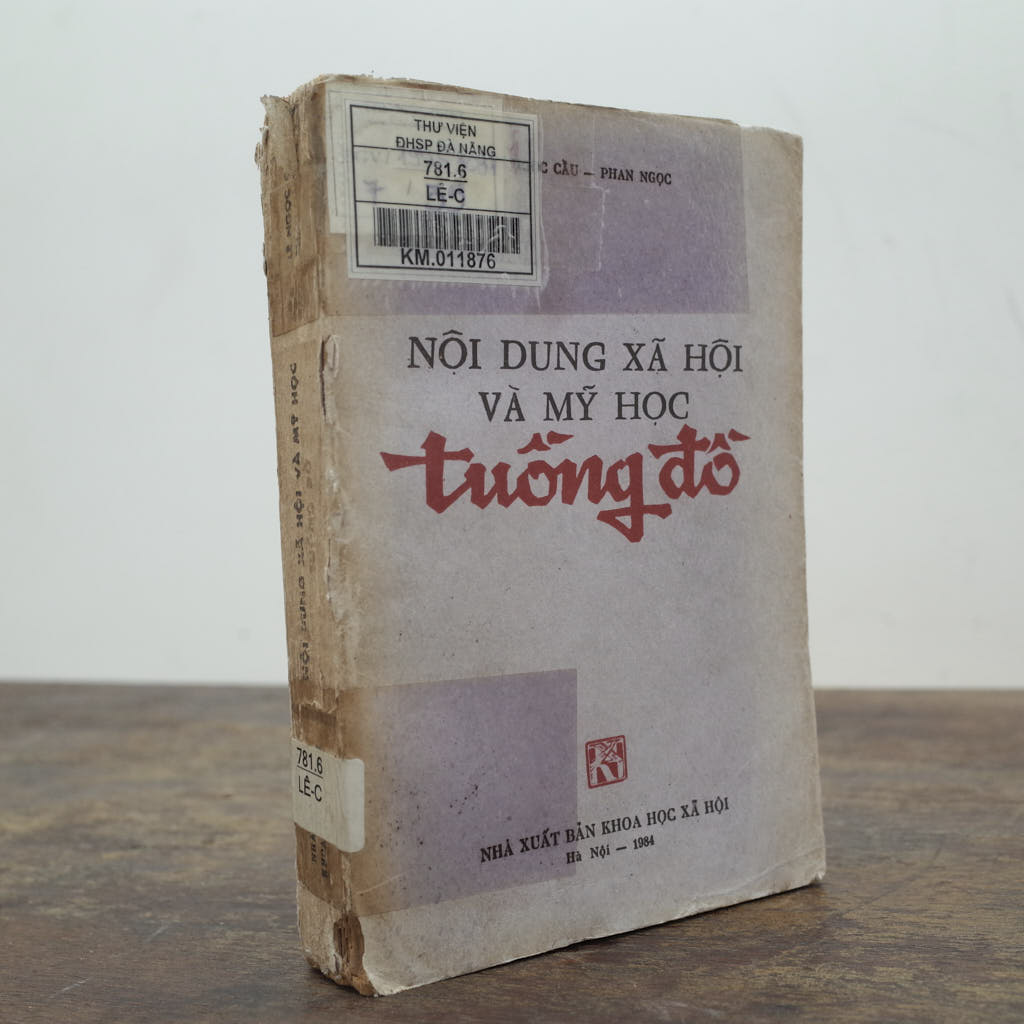 THƯ VIỆN
ĐHSP ĐÀ NẴNG
781.6
LÊ-C
KM.011876
CẦU — PHAN NGỌC
NỘI DUNG XÃ HỘI
VÀ MỸ HỌC
tuồng đồ
NHÀ XUẤT BẢN KHOA HỌC XÃ HỘI
Hà Nội — 1984
LÊ NGỌC
NỘI DUNG XÃ HỘI VÀ MỸ HỌC
781.6
LÊ-C